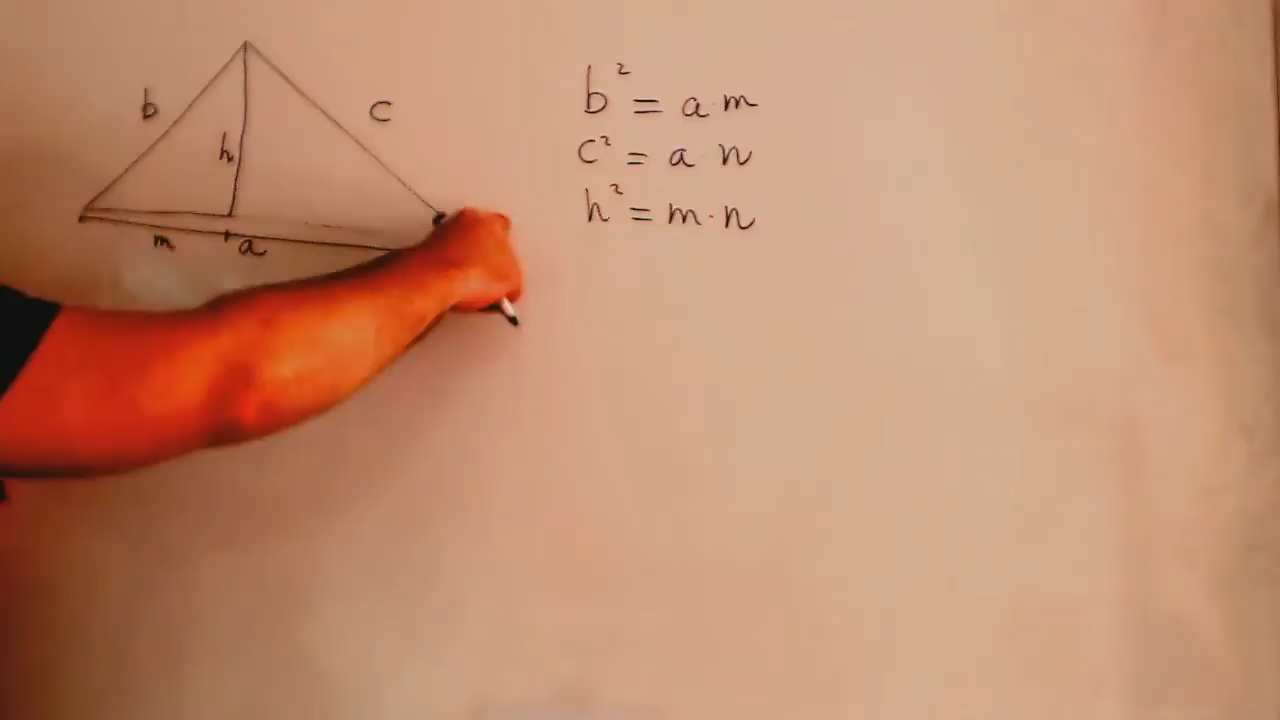 b
c
h
m
a
b² = a·m
c² = a n
h² = m·n